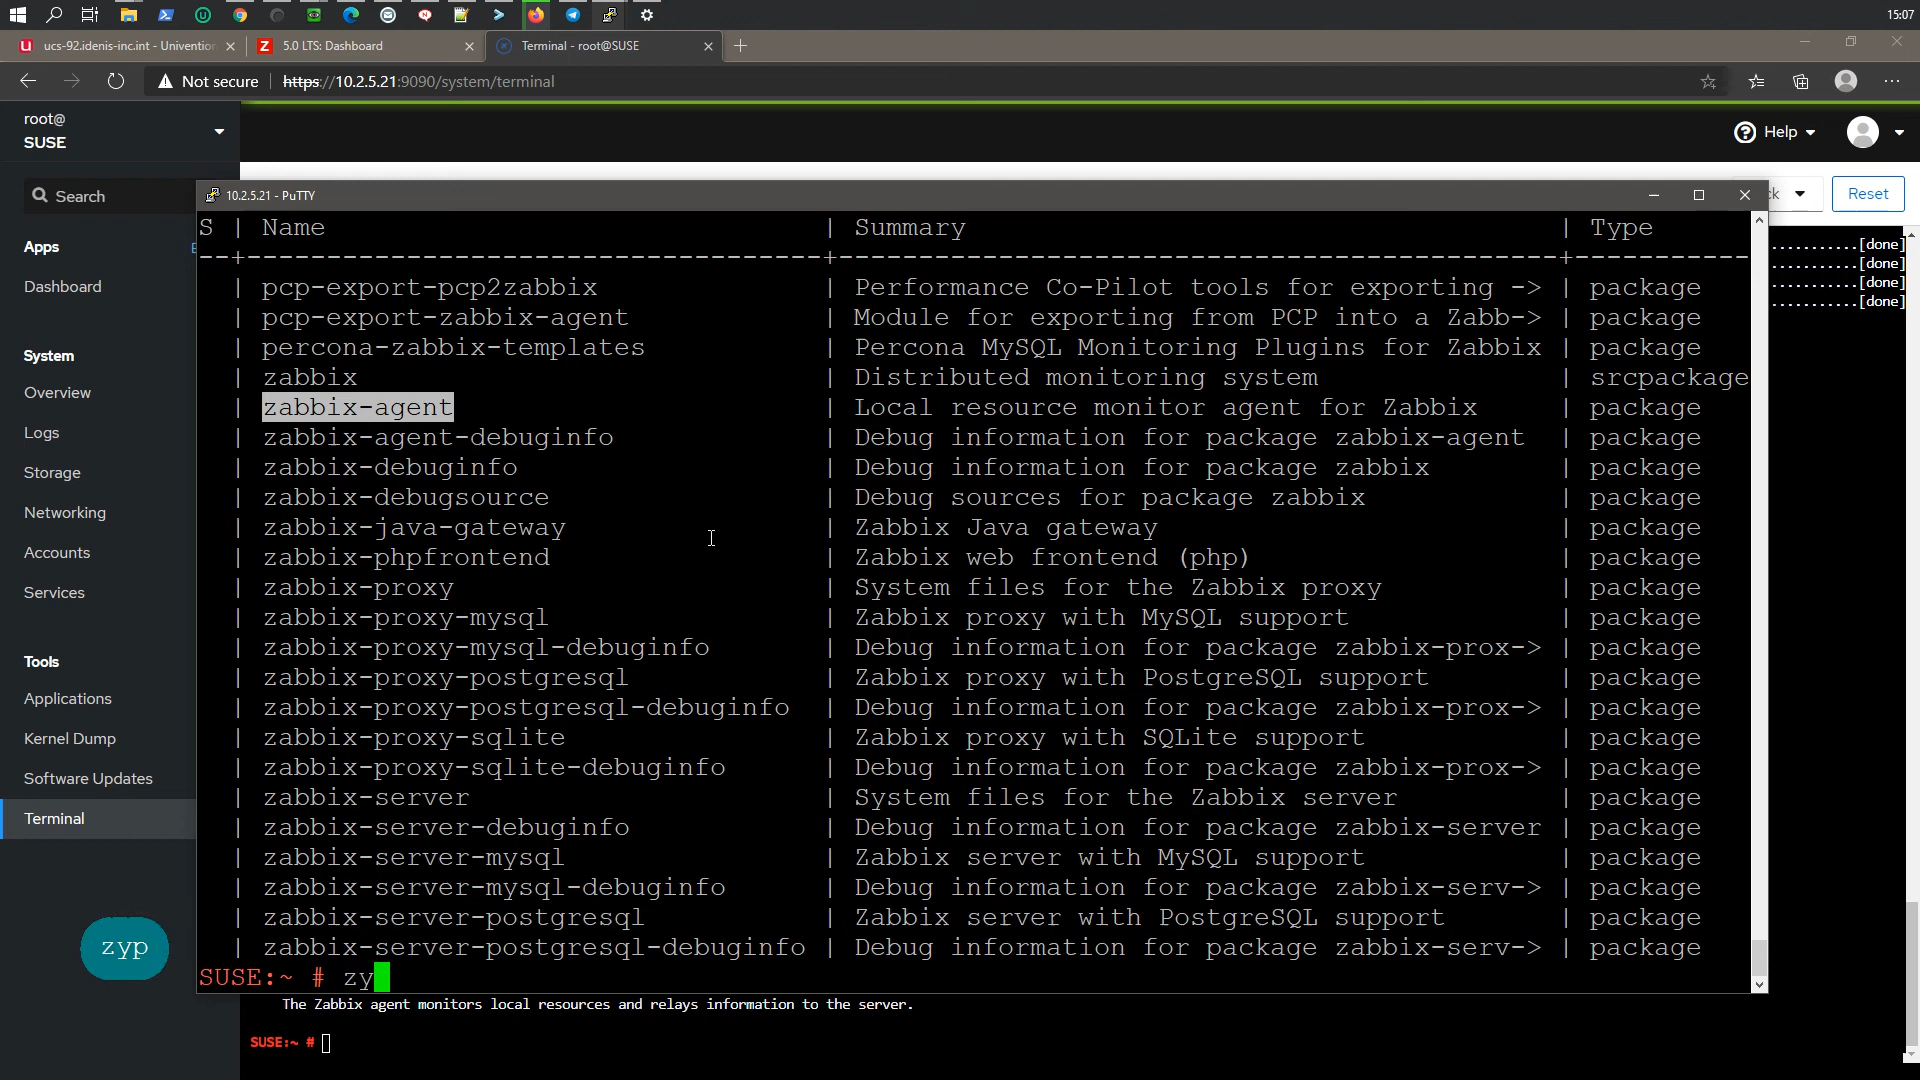 15:07
ucs-92.idenis-inc.int - Univention
5.0 LTS: Dashboard
Terminal - root@SUSE
Not secure
https://10.2.5.21:9090/system/terminal
root@
SUSE
Help
Search
10.2.5.21 - PuTTY
Reset
Apps
Dashboard
System
Overview
Logs
Storage
Networking
Accounts
Services
Tools
Applications
Kernel Dump
Software Updates
Terminal
zyp
S | Name | Summary | Type
--+------------------------------------+---------------------------------------------+-----------
| pcp-export-pcp2zabbix | Performance Co-Pilot tools for exporting -> | package
| pcp-export-zabbix-agent | Module for exporting from PCP into a Zabb-> | package
| percona-zabbix-templates | Percona MySQL Monitoring Plugins for Zabbix | package
| zabbix | Distributed monitoring system | srcpackage
| zabbix-agent | Local resource monitor agent for Zabbix | package
| zabbix-agent-debuginfo | Debug information for package zabbix-agent | package
| zabbix-debuginfo | Debug information for package zabbix | package
| zabbix-debugsource | Debug sources for package zabbix | package
| zabbix-java-gateway | Zabbix Java gateway | package
| zabbix-phpfrontend | Zabbix web frontend (php) | package
| zabbix-proxy | System files for the Zabbix proxy | package
| zabbix-proxy-mysql | Zabbix proxy with MySQL support | package
| zabbix-proxy-mysql-debuginfo | Debug information for package zabbix-prox-> | package
| zabbix-proxy-postgresql | Zabbix proxy with PostgreSQL support | package
| zabbix-proxy-postgresql-debuginfo | Debug information for package zabbix-prox-> | package
| zabbix-proxy-sqlite | Zabbix proxy with SQLite support | package
| zabbix-proxy-sqlite-debuginfo | Debug information for package zabbix-prox-> | package
| zabbix-server | System files for the Zabbix server | package
| zabbix-server-debuginfo | Debug information for package zabbix-server | package
| zabbix-server-mysql | Zabbix server with MySQL support | package
| zabbix-server-mysql-debuginfo | Debug information for package zabbix-serv-> | package
| zabbix-server-postgresql | Zabbix server with PostgreSQL support | package
| zabbix-server-postgresql-debuginfo | Debug information for package zabbix-serv-> | package
SUSE:~ # zy
...........[done]
...........[done]
...........[done]
...........[done]
The Zabbix agent monitors local resources and relays information to the server.
SUSE:~ #